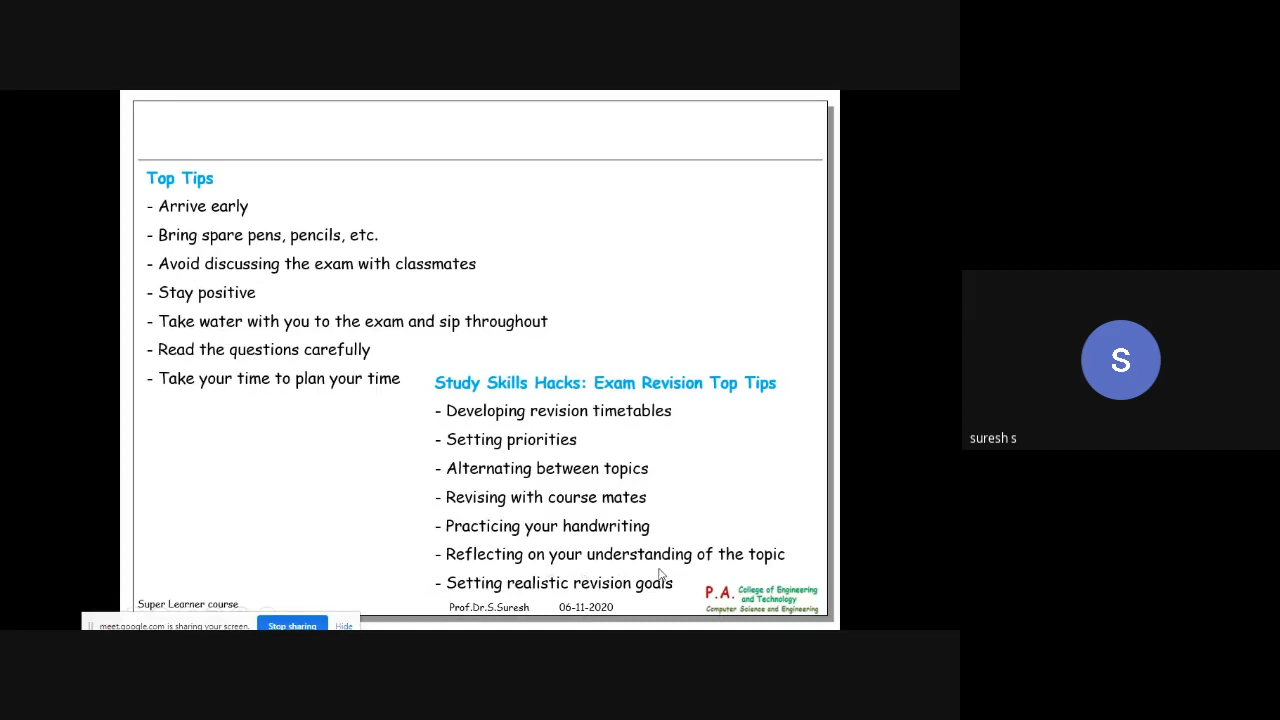 Top Tips
- Arrive early
- Bring spare pens, pencils, etc.
- Avoid discussing the exam with classmates
- Stay positive
- Take water with you to the exam and sip throughout
- Read the questions carefully
- Take your time to plan your time
Study Skills Hacks: Exam Revision Top Tips
- Developing revision timetables
- Setting priorities
- Alternating between topics
- Revising with course mates
- Practicing your handwriting
- Reflecting on your understanding of the topic
- Setting realistic revision goals
Super Learner course
Prof.Dr.S.Suresh 06-11-2020
P.A. College of Engineering
and Technology
Computer Science and Engineering
meet.google.com is sharing your screen. Stop sharing Hide
S
suresh s